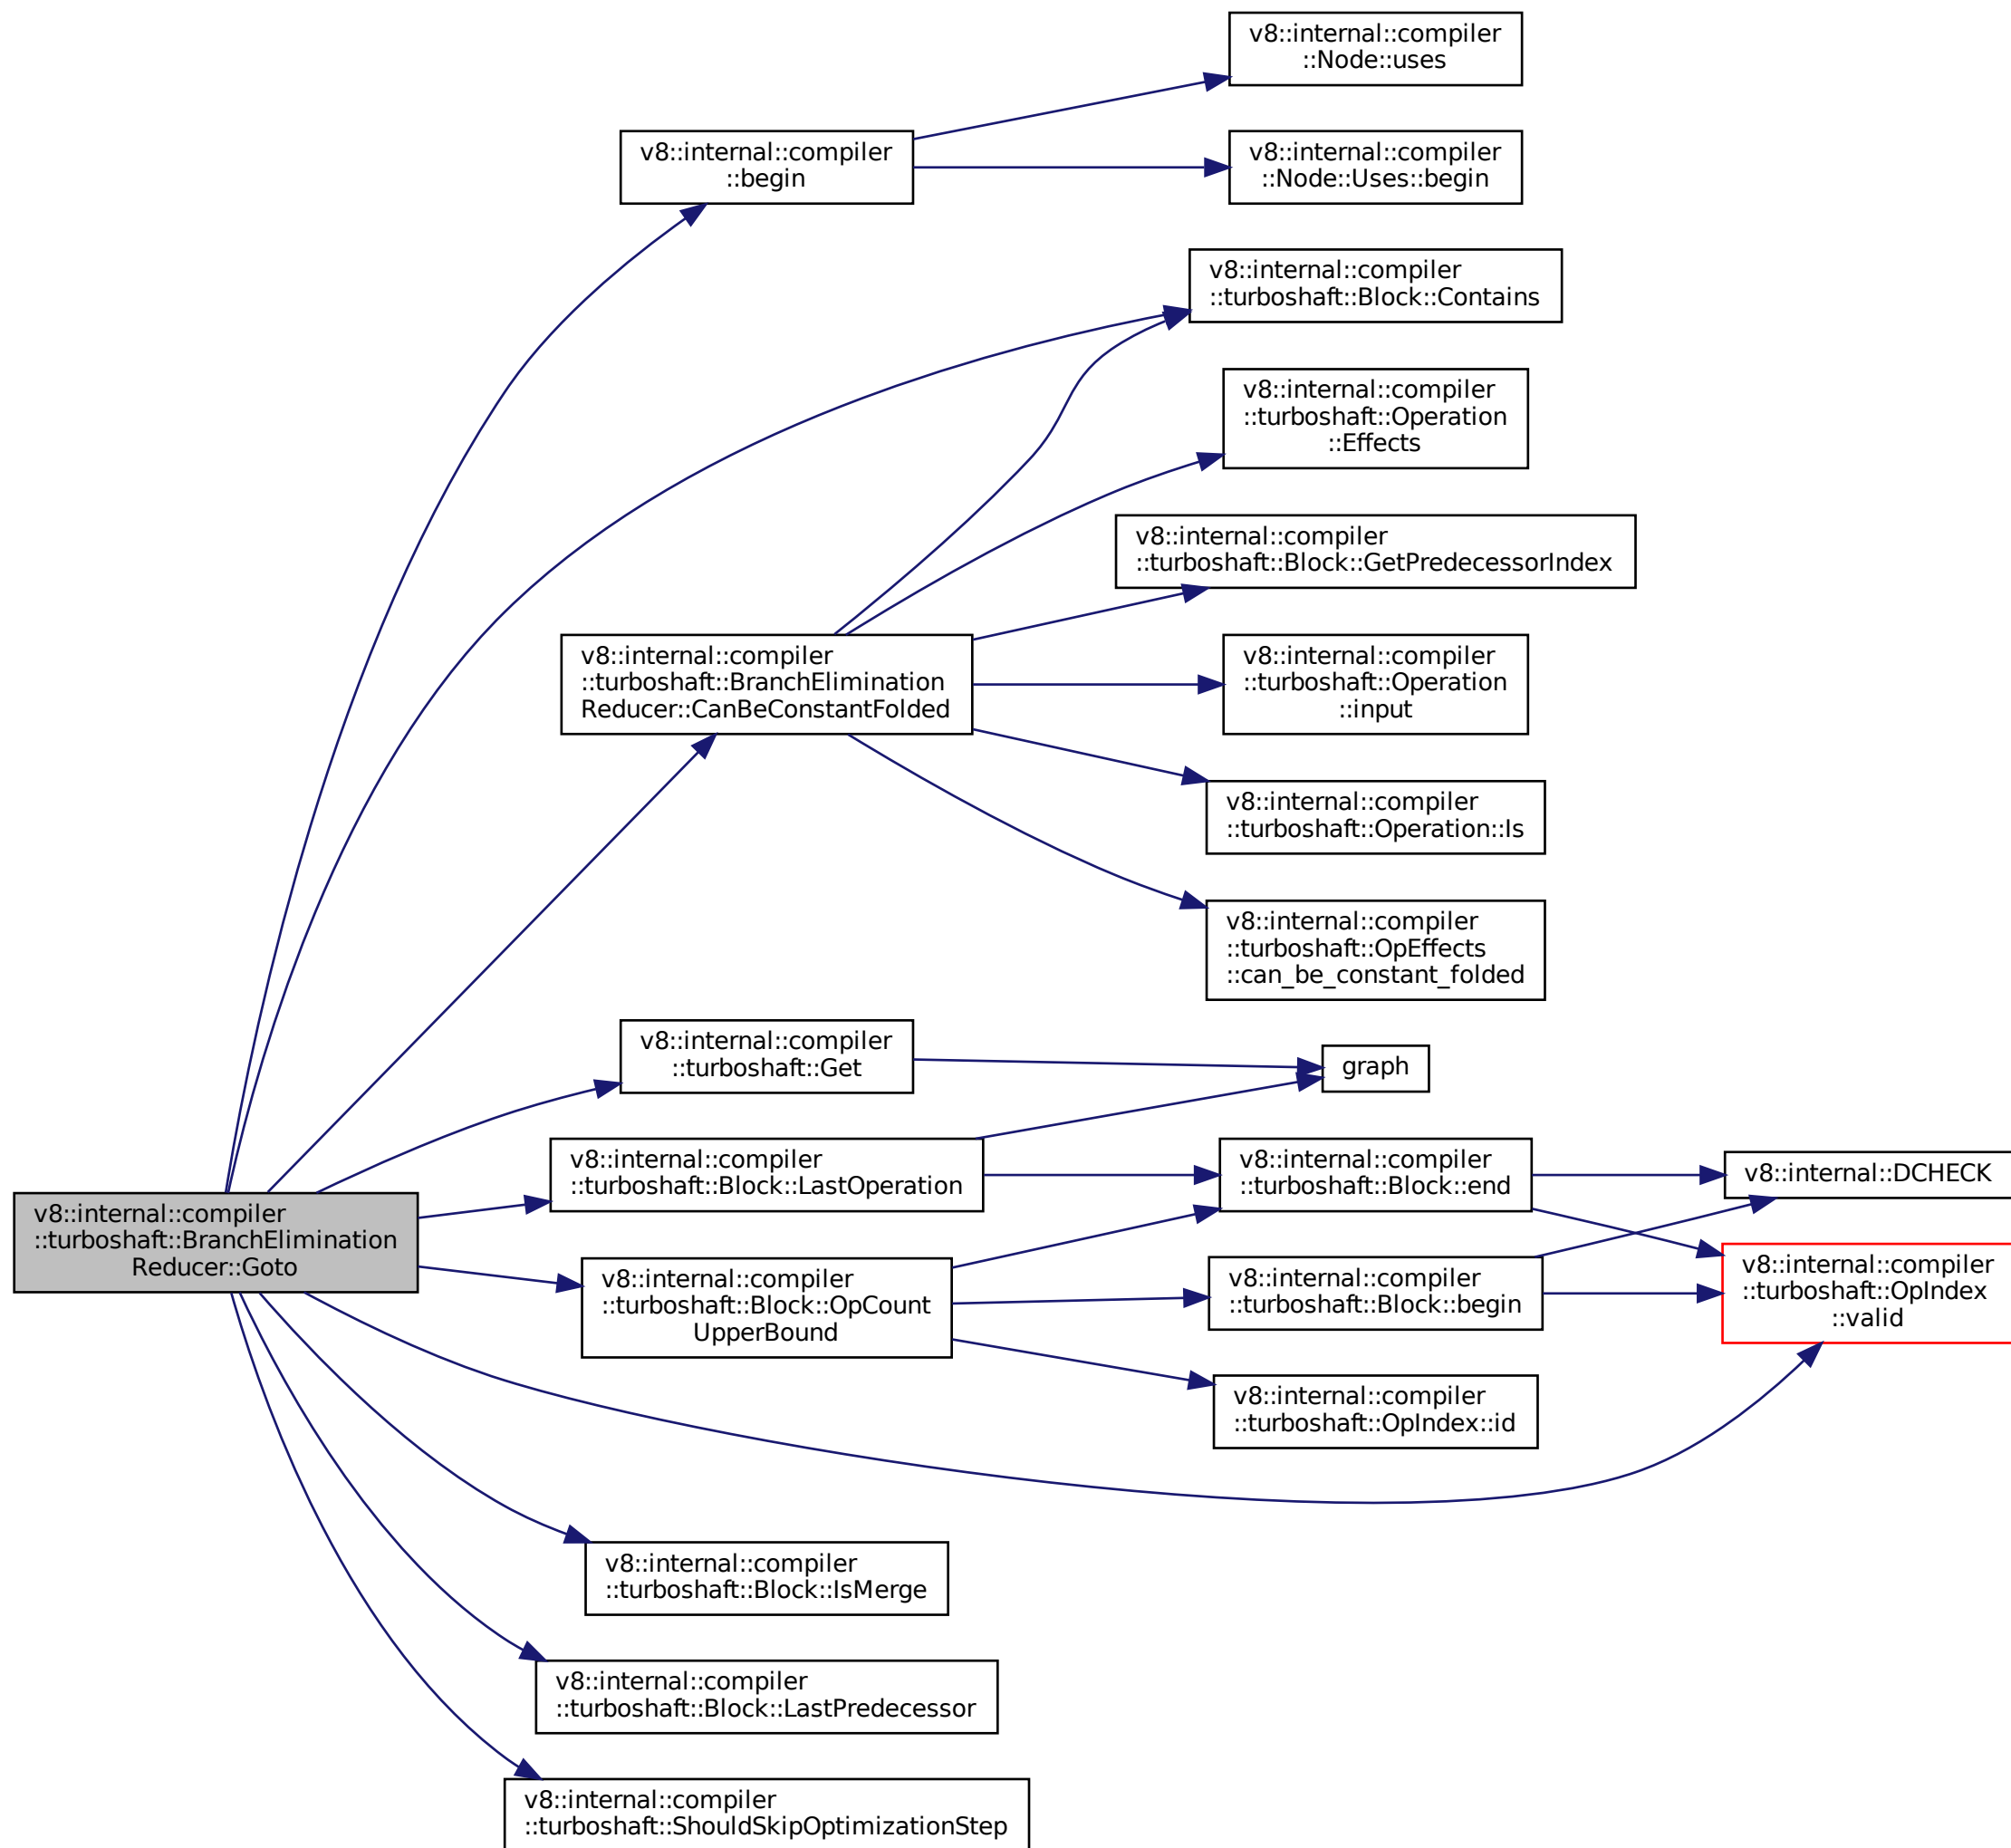 v8::internal::compiler
::Node::uses
v8::internal::compiler
::begin
v8::internal::compiler
::Node::Uses::begin
v8::internal::compiler
::turboshaft::Block::Contains
v8::internal::compiler
::turboshaft::Operation
::Effects
v8::internal::compiler
::turboshaft::Block::GetPredecessorIndex
v8::internal::compiler
::turboshaft::BranchElimination
Reducer::CanBeConstantFolded
v8::internal::compiler
::turboshaft::Operation
::input
v8::internal::compiler
::turboshaft::Operation::Is
v8::internal::compiler
::turboshaft::OpEffects
::can_be_constant_folded
v8::internal::compiler
::turboshaft::Get
graph
v8::internal::compiler
::turboshaft::Block::LastOperation
v8::internal::compiler
::turboshaft::Block::end
v8::internal::DCHECK
v8::internal::compiler
::turboshaft::BranchElimination
Reducer::Goto
v8::internal::compiler
::turboshaft::Block::OpCount
UpperBound
v8::internal::compiler
::turboshaft::Block::begin
v8::internal::compiler
::turboshaft::OpIndex
::valid
v8::internal::compiler
::turboshaft::OpIndex::id
v8::internal::compiler
::turboshaft::Block::IsMerge
v8::internal::compiler
::turboshaft::Block::LastPredecessor
v8::internal::compiler
::turboshaft::ShouldSkipOptimizationStep